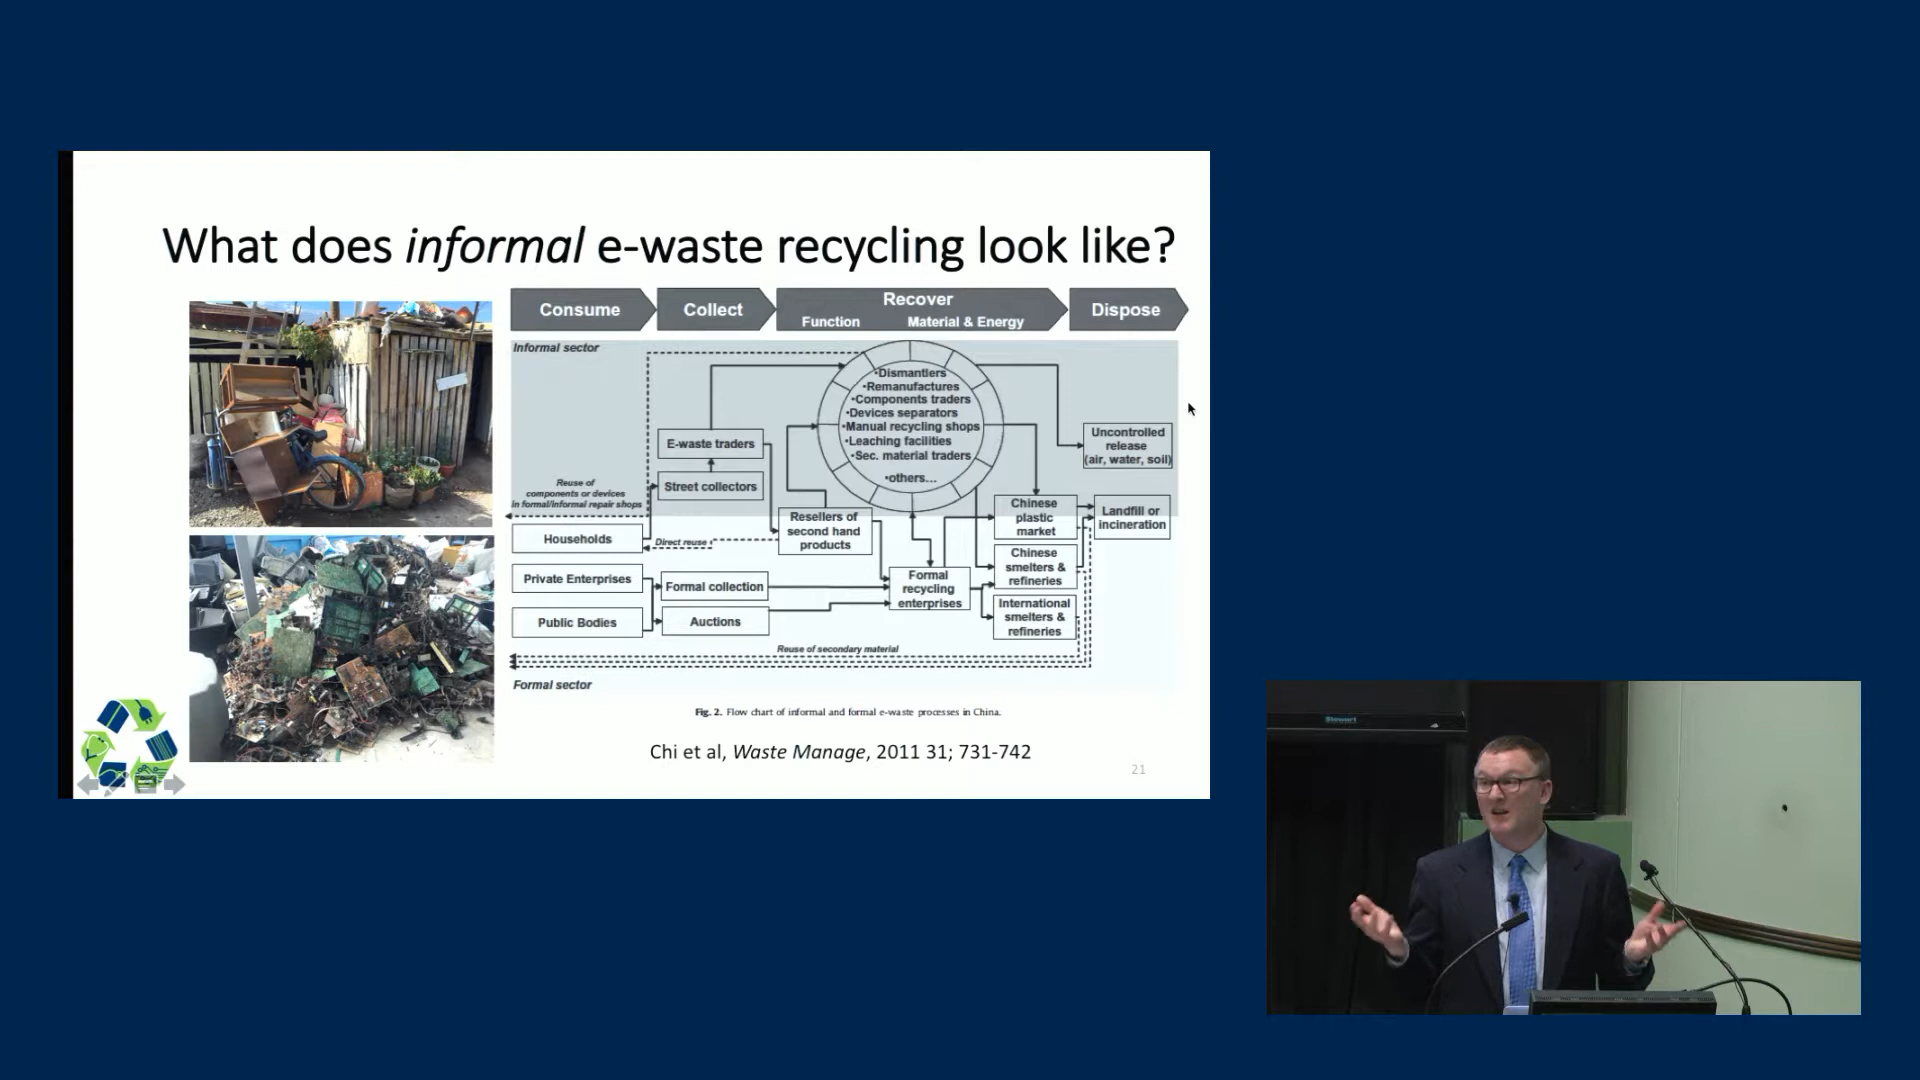 What does informal e-waste recycling look like?
Consume
Collect
Recover
Function
Material & Energy
Dispose
Informal sector
•Dismantlers
•Remanufactures
•Components traders
•Devices separators
•Manual recycling shops
•Leaching facilities
•Sec. material traders
•others...
E-waste traders
Street collectors
Uncontrolled
release
(air, water, soil)
Reuse of
components or devices
in formal/informal repair shops
Resellers of
second hand
products
Chinese
plastic
market
Landfill or
incineration
Households
Direct reuse
Chinese
smelters &
refineries
Private Enterprises
Formal collection
Formal
recycling
enterprises
Public Bodies
Auctions
International
smelters &
refineries
Reuse of secondary material
Formal sector
Fig. 2. Flow chart of informal and formal e-waste processes in China.
Chi et al, Waste Manage, 2011 31; 731-742
21
Stewart